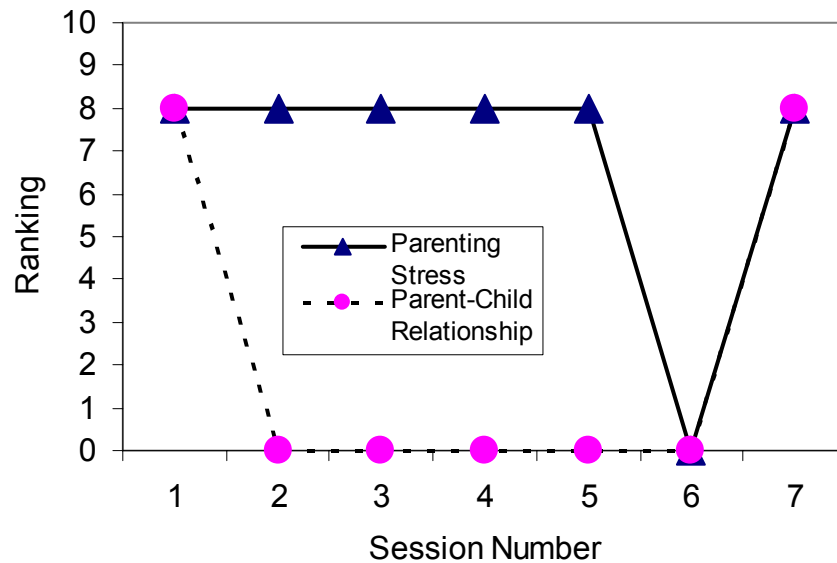 10
9
8
7
6
5
4
3
2
1
0
Ranking
Parenting
Stress
Parent-Child
Relationship
1 2 3 4 5 6 7
Session Number